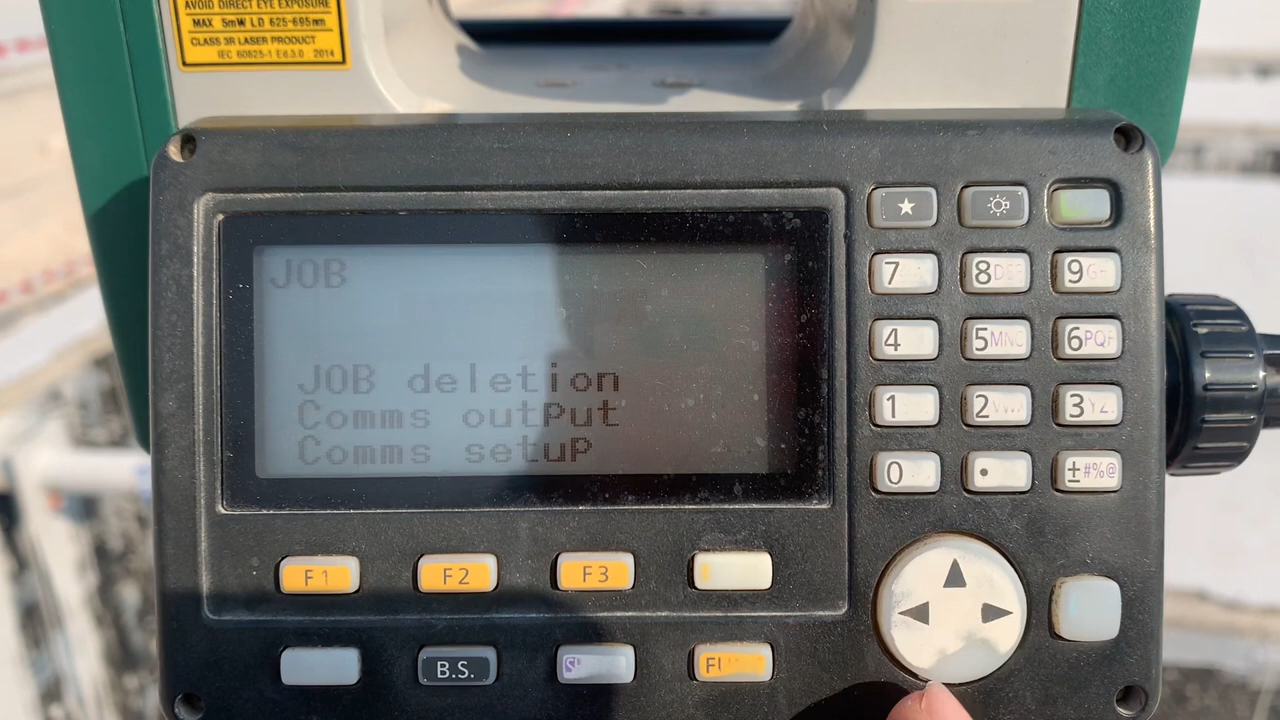 AVOID DIRECT EYE EXPOSURE
MAX 5mW LD 625-695nm
CLASS 3R LASER PRODUCT
IEC 60825-1 Ed.3.0 : 2014
JOB
JOB deletion
Comms output
Comms setup
7
8
9
4
5
6
1
2
3
0
.
±#%@
F1
F2
F3
B.S.